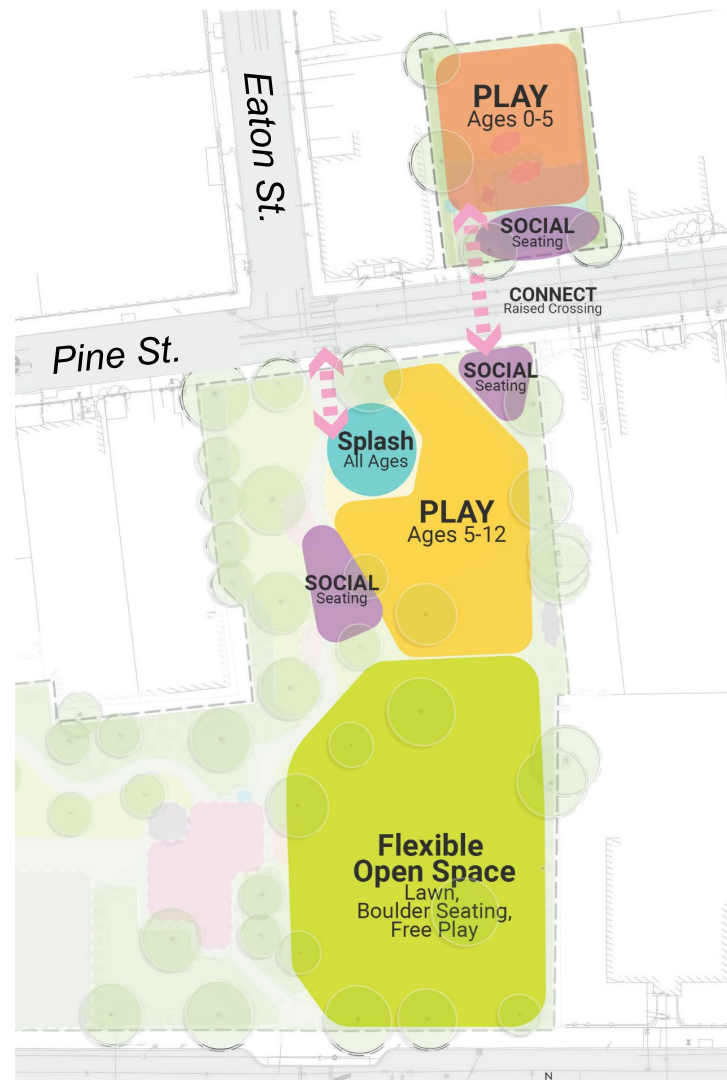 Eaton St.
PLAY
Ages 0-5
SOCIAL
Seating
CONNECT
Raised Crossing
Pine St.
SOCIAL
Seating
Splash
All Ages
PLAY
Ages 5-12
SOCIAL
Seating
Flexible
Open Space
Lawn,
Boulder Seating,
Free Play
N